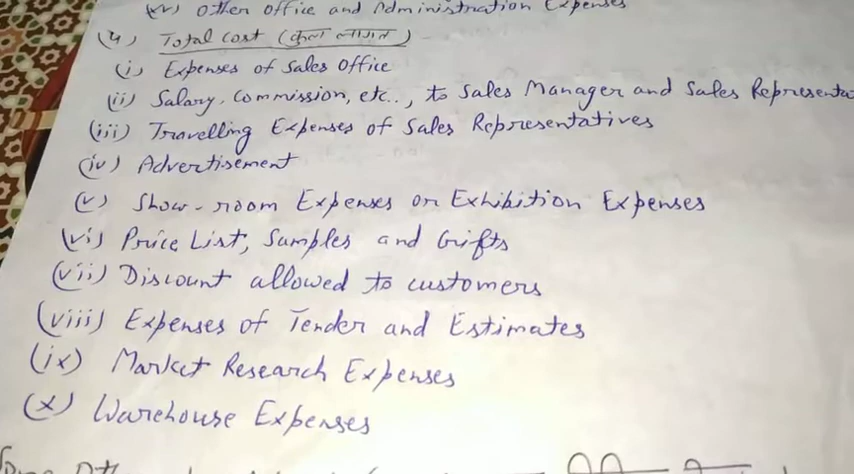 (xv) Other Office and Administration Expenses
(4) Total Cost (कुल लागत)
(i) Expenses of Sales Office
(ii) Salary, Commission, etc.., to Sales Manager and Sales Representa
(iii) Travelling Expenses of Sales Representatives
(iv) Advertisement
(v) Show-room Expenses or Exhibition Expenses
(vi) Price List, Samples and Gifts
(vii) Discount allowed to customers
(viii) Expenses of Tender and Estimates
(ix) Market Research Expenses
(x) Warehouse Expenses